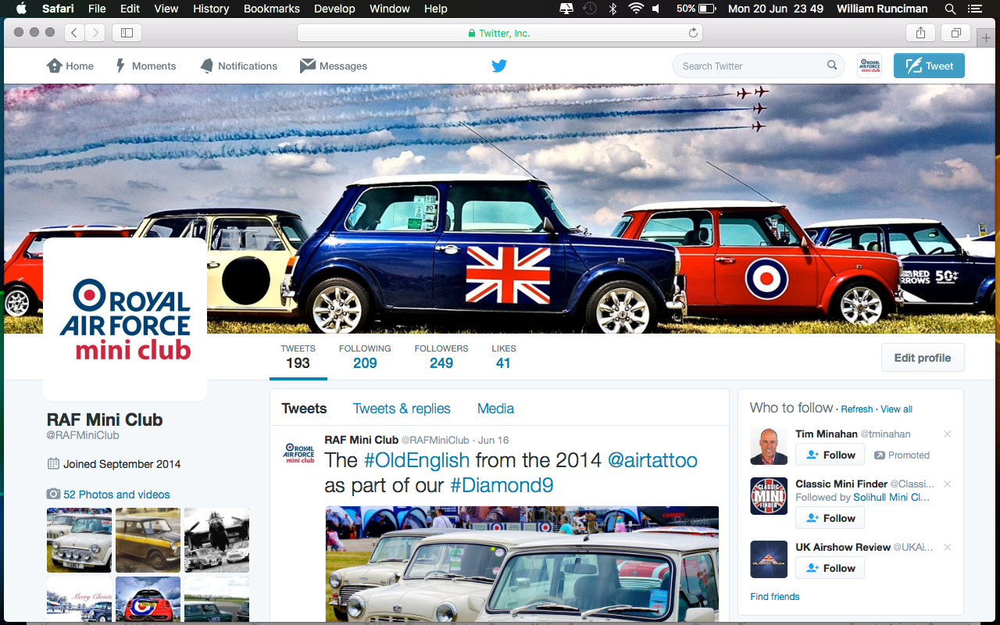 Safari File Edit View History Bookmarks Develop Window Help 50% Mon 20 Jun 23 49 William Runciman
Twitter, Inc.
Home Moments Notifications Messages Search Twitter Tweet
RED
ARROWS 50
ROYAL
AIR FORCE
mini club
TWEETS FOLLOWING FOLLOWERS LIKES
193 209 249 41
Edit profile
RAF Mini Club
@RAFMiniClub
Joined September 2014
52 Photos and videos
Merry Christ
Tweets Tweets & replies Media
ROYAL
AIR FORCE
mini club
RAF Mini Club @RAFMiniClub · Jun 16
The #OldEnglish from the 2014 @airtattoo
as part of our #Diamond9
CAREERS
ROYAL
Who to follow · Refresh · View all
Tim Minahan @tminahan
Follow Promoted
CLASSIC
MINI
FINDER
Classic Mini Finder @Classi...
Followed by Solihull Mini Cl...
Follow
UK Airshow Review @UKAi...
Follow
Find friends